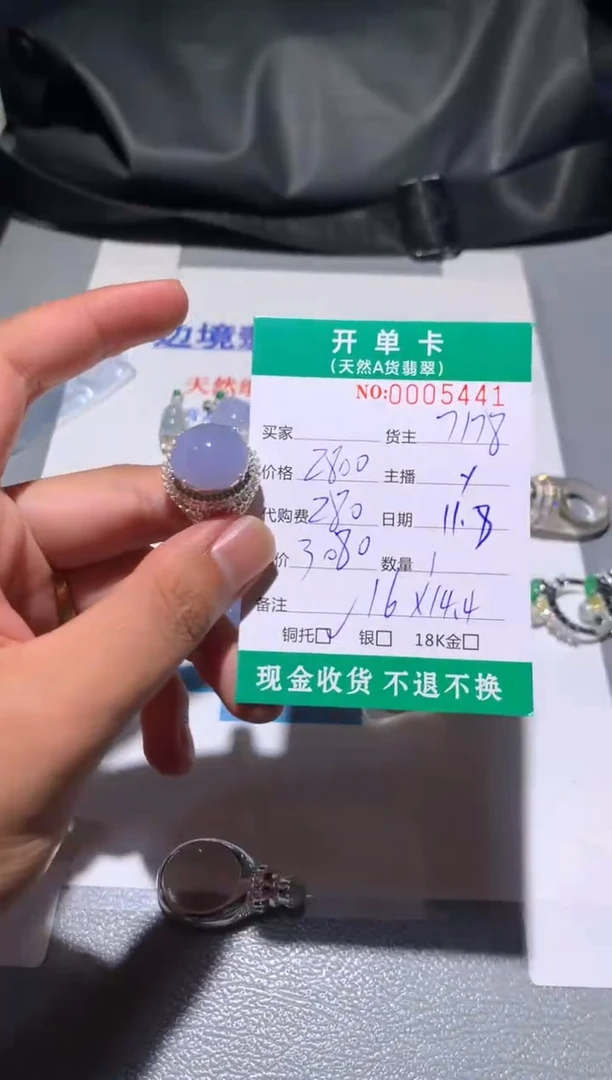 边境
天然
开单卡
(天然A货翡翠)
NO:0005441
买家 货主 7178
价格 2800 主播 y
代购费 280 日期 11.8
价 3080 数量 1
备注 16X14.4
铜托☑ 银☐ 18K金☐
现金收货 不退不换